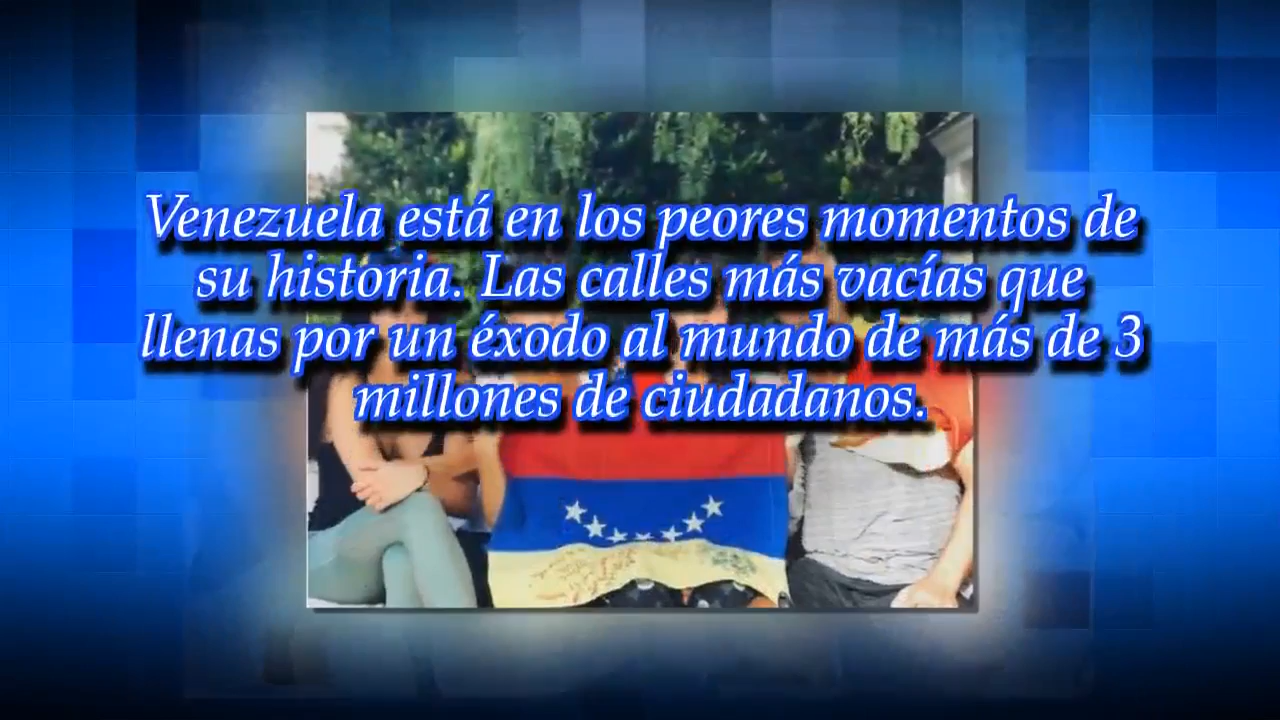 Venezuela está en los peores momentos de
su historia. Las calles más vacías que
llenas por un éxodo al mundo de más de 3
millones de ciudadanos.